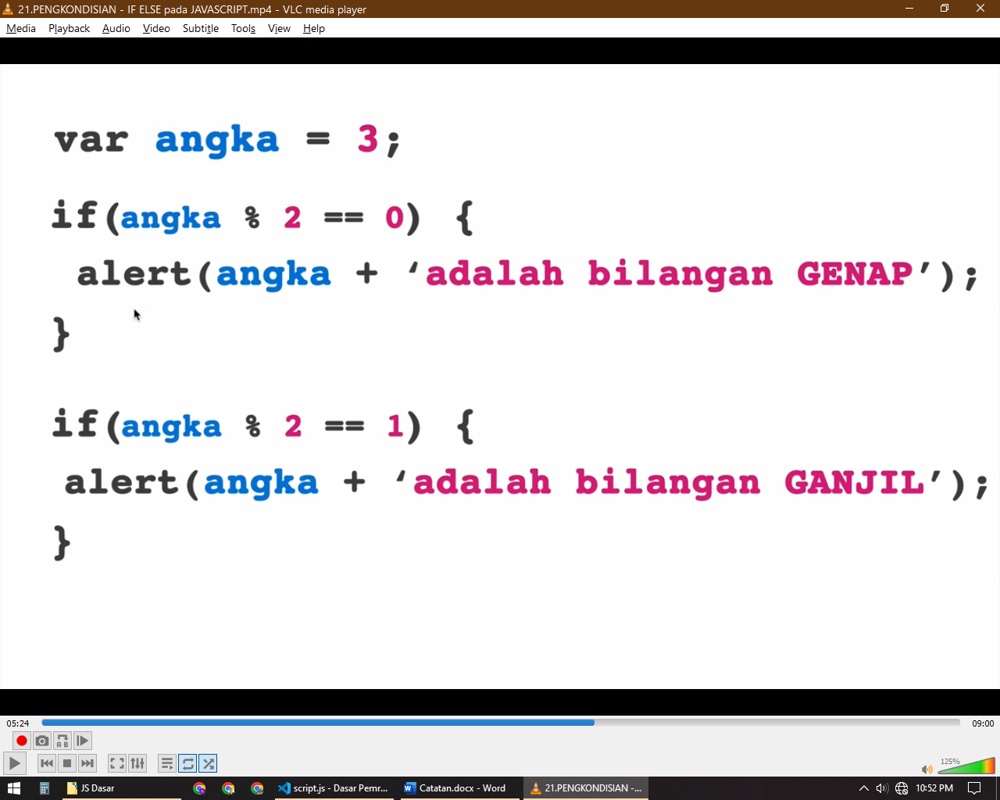 21.PENGKONDISIAN - IF ELSE pada JAVASCRIPT.mp4 - VLC media player
Media Playback Audio Video Subtitle Tools View Help
var angka = 3;
if(angka % 2 == 0) {
alert(angka + ‘adalah bilangan GENAP’);
}
if(angka % 2 == 1) {
alert(angka + ‘adalah bilangan GANJIL’);
}
05:24 09:00
A B
125%
JS Dasar script.js - Dasar Pemr... Catatan.docx - Word 21.PENGKONDISIAN -... 10:52 PM